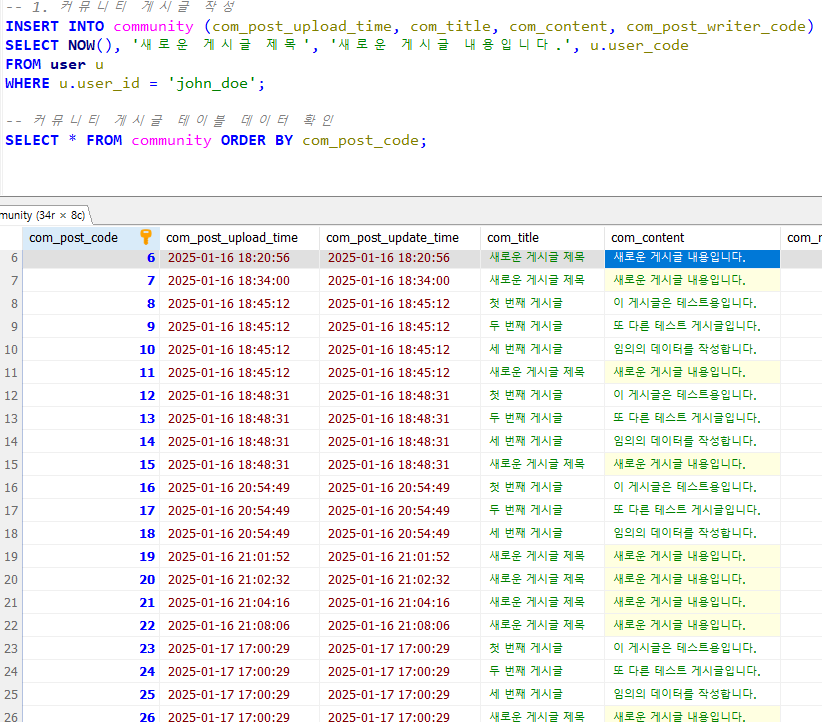 -- 1. 커뮤니티 게시글 작성
INSERT INTO community (com_post_upload_time, com_title, com_content, com_post_writer_code)
SELECT NOW(), '새로운 게시글 제목', '새로운 게시글 내용입니다.', u.user_code
FROM user u
WHERE u.user_id = 'john_doe';
-- 커뮤니티 게시글 테이블 데이터 확인
SELECT * FROM community ORDER BY com_post_code;
munity (34r × 8c)
com_post_code com_post_upload_time com_post_update_time com_title com_content com_r
6 6 2025-01-16 18:20:56 2025-01-16 18:20:56 새로운 게시글 제목 새로운 게시글 내용입니다.
7 7 2025-01-16 18:34:00 2025-01-16 18:34:00 새로운 게시글 제목 새로운 게시글 내용입니다.
8 8 2025-01-16 18:45:12 2025-01-16 18:45:12 첫 번째 게시글 이 게시글은 테스트용입니다.
9 9 2025-01-16 18:45:12 2025-01-16 18:45:12 두 번째 게시글 또 다른 테스트 게시글입니다.
10 10 2025-01-16 18:45:12 2025-01-16 18:45:12 세 번째 게시글 임의의 데이터를 작성합니다.
11 11 2025-01-16 18:45:12 2025-01-16 18:45:12 새로운 게시글 제목 새로운 게시글 내용입니다.
12 12 2025-01-16 18:48:31 2025-01-16 18:48:31 첫 번째 게시글 이 게시글은 테스트용입니다.
13 13 2025-01-16 18:48:31 2025-01-16 18:48:31 두 번째 게시글 또 다른 테스트 게시글입니다.
14 14 2025-01-16 18:48:31 2025-01-16 18:48:31 세 번째 게시글 임의의 데이터를 작성합니다.
15 15 2025-01-16 18:48:31 2025-01-16 18:48:31 새로운 게시글 제목 새로운 게시글 내용입니다.
16 16 2025-01-16 20:54:49 2025-01-16 20:54:49 첫 번째 게시글 이 게시글은 테스트용입니다.
17 17 2025-01-16 20:54:49 2025-01-16 20:54:49 두 번째 게시글 또 다른 테스트 게시글입니다.
18 18 2025-01-16 20:54:49 2025-01-16 20:54:49 세 번째 게시글 임의의 데이터를 작성합니다.
19 19 2025-01-16 21:01:52 2025-01-16 21:01:52 새로운 게시글 제목 새로운 게시글 내용입니다.
20 20 2025-01-16 21:02:32 2025-01-16 21:02:32 새로운 게시글 제목 새로운 게시글 내용입니다.
21 21 2025-01-16 21:04:16 2025-01-16 21:04:16 새로운 게시글 제목 새로운 게시글 내용입니다.
22 22 2025-01-16 21:08:06 2025-01-16 21:08:06 새로운 게시글 제목 새로운 게시글 내용입니다.
23 23 2025-01-17 17:00:29 2025-01-17 17:00:29 첫 번째 게시글 이 게시글은 테스트용입니다.
24 24 2025-01-17 17:00:29 2025-01-17 17:00:29 두 번째 게시글 또 다른 테스트 게시글입니다.
25 25 2025-01-17 17:00:29 2025-01-17 17:00:29 세 번째 게시글 임의의 데이터를 작성합니다.
26 26 2025-01-17 17:00:29 2025-01-17 17:00:29 새로운 게시글 제목 새로운 게시글 내용입니다.